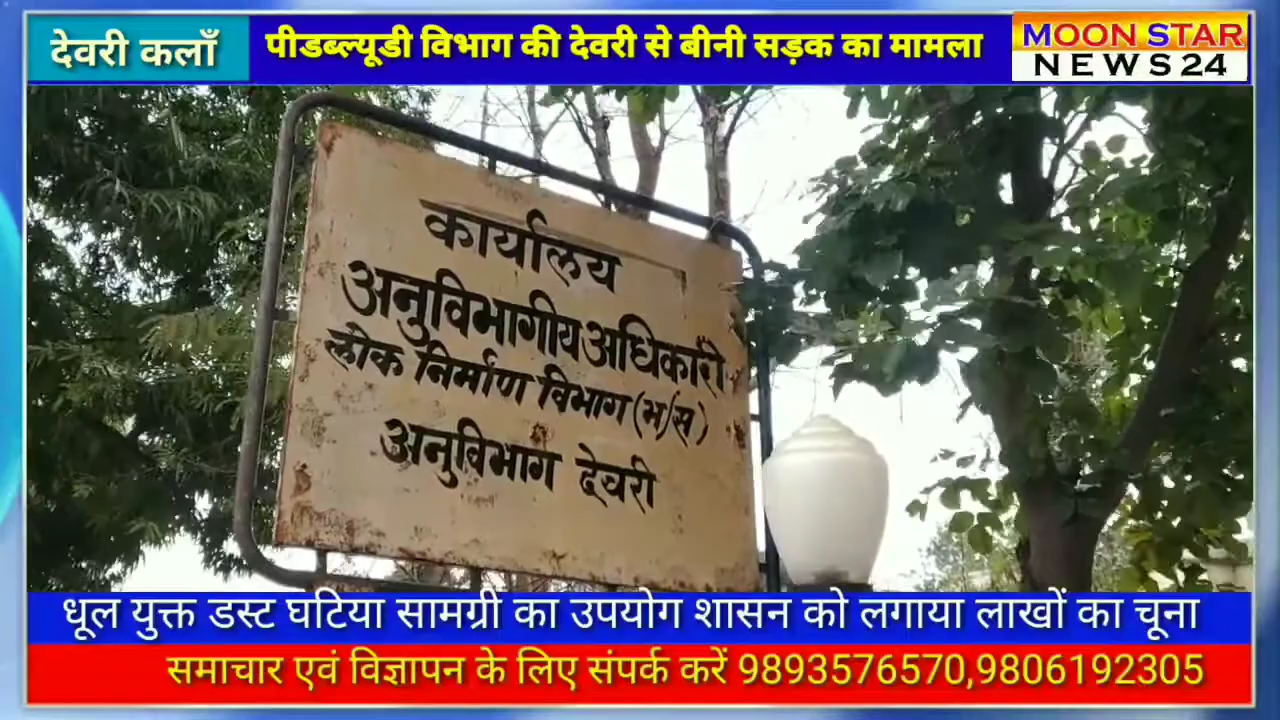 देवरी कलाँ
पीडब्ल्यूडी विभाग की देवरी से बीनी सड़क का मामला
MOON STAR
NEWS24
कार्यालय
अनुविभागीय अधिकारी
लोक निर्माण विभाग (भ/स)
अनुविभाग देवरी
धूल युक्त डस्ट घटिया सामग्री का उपयोग शासन को लगाया लाखों का चूना
समाचार एवं विज्ञापन के लिए संपर्क करें 9893576570,9806192305